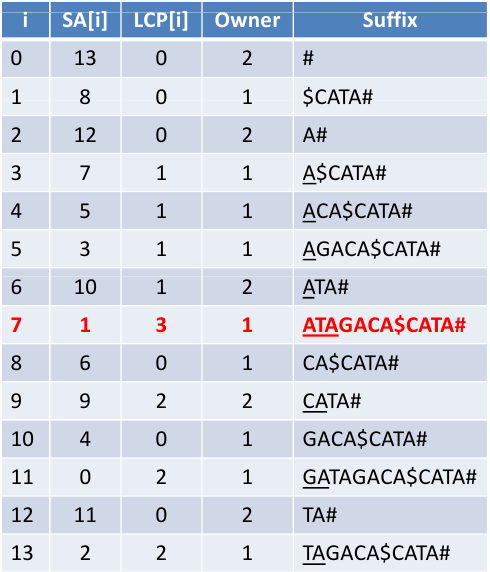 i SA[i] LCP[i] Owner Suffix
0 13 0 2 #
1 8 0 1 $CATA#
2 12 0 2 A#
3 7 1 1 A$CATA#
4 5 1 1 ACA$CATA#
5 3 1 1 AGACA$CATA#
6 10 1 2 ATA#
7 1 3 1 ATAGACA$CATA#
8 6 0 1 CA$CATA#
9 9 2 2 CATA#
10 4 0 1 GACA$CATA#
11 0 2 1 GATAGACA$CATA#
12 11 0 2 TA#
13 2 2 1 TAGACA$CATA#